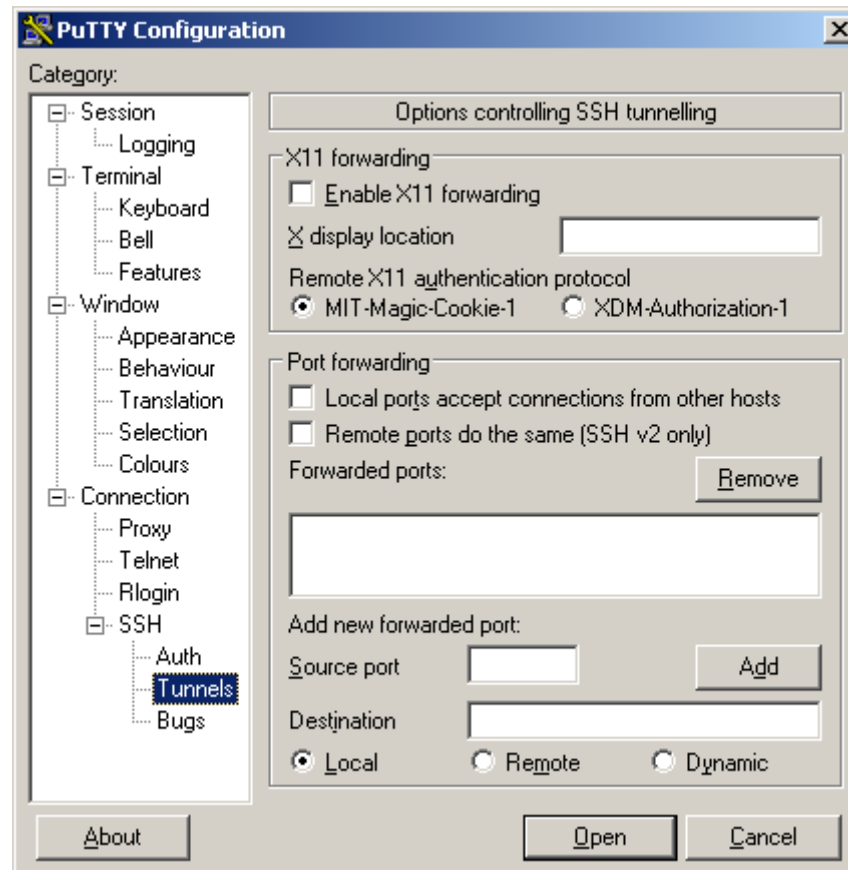 PuTTY Configuration
Category:
Session
Logging
Terminal
Keyboard
Bell
Features
Window
Appearance
Behaviour
Translation
Selection
Colours
Connection
Proxy
Telnet
Rlogin
SSH
Auth
Tunnels
Bugs
Options controlling SSH tunnelling
X11 forwarding
Enable X11 forwarding
X display location
Remote X11 authentication protocol
MIT-Magic-Cookie-1 XDM-Authorization-1
Port forwarding
Local ports accept connections from other hosts
Remote ports do the same (SSH v2 only)
Forwarded ports: Remove
Add new forwarded port:
Source port Add
Destination
Local Remote Dynamic
About Open Cancel